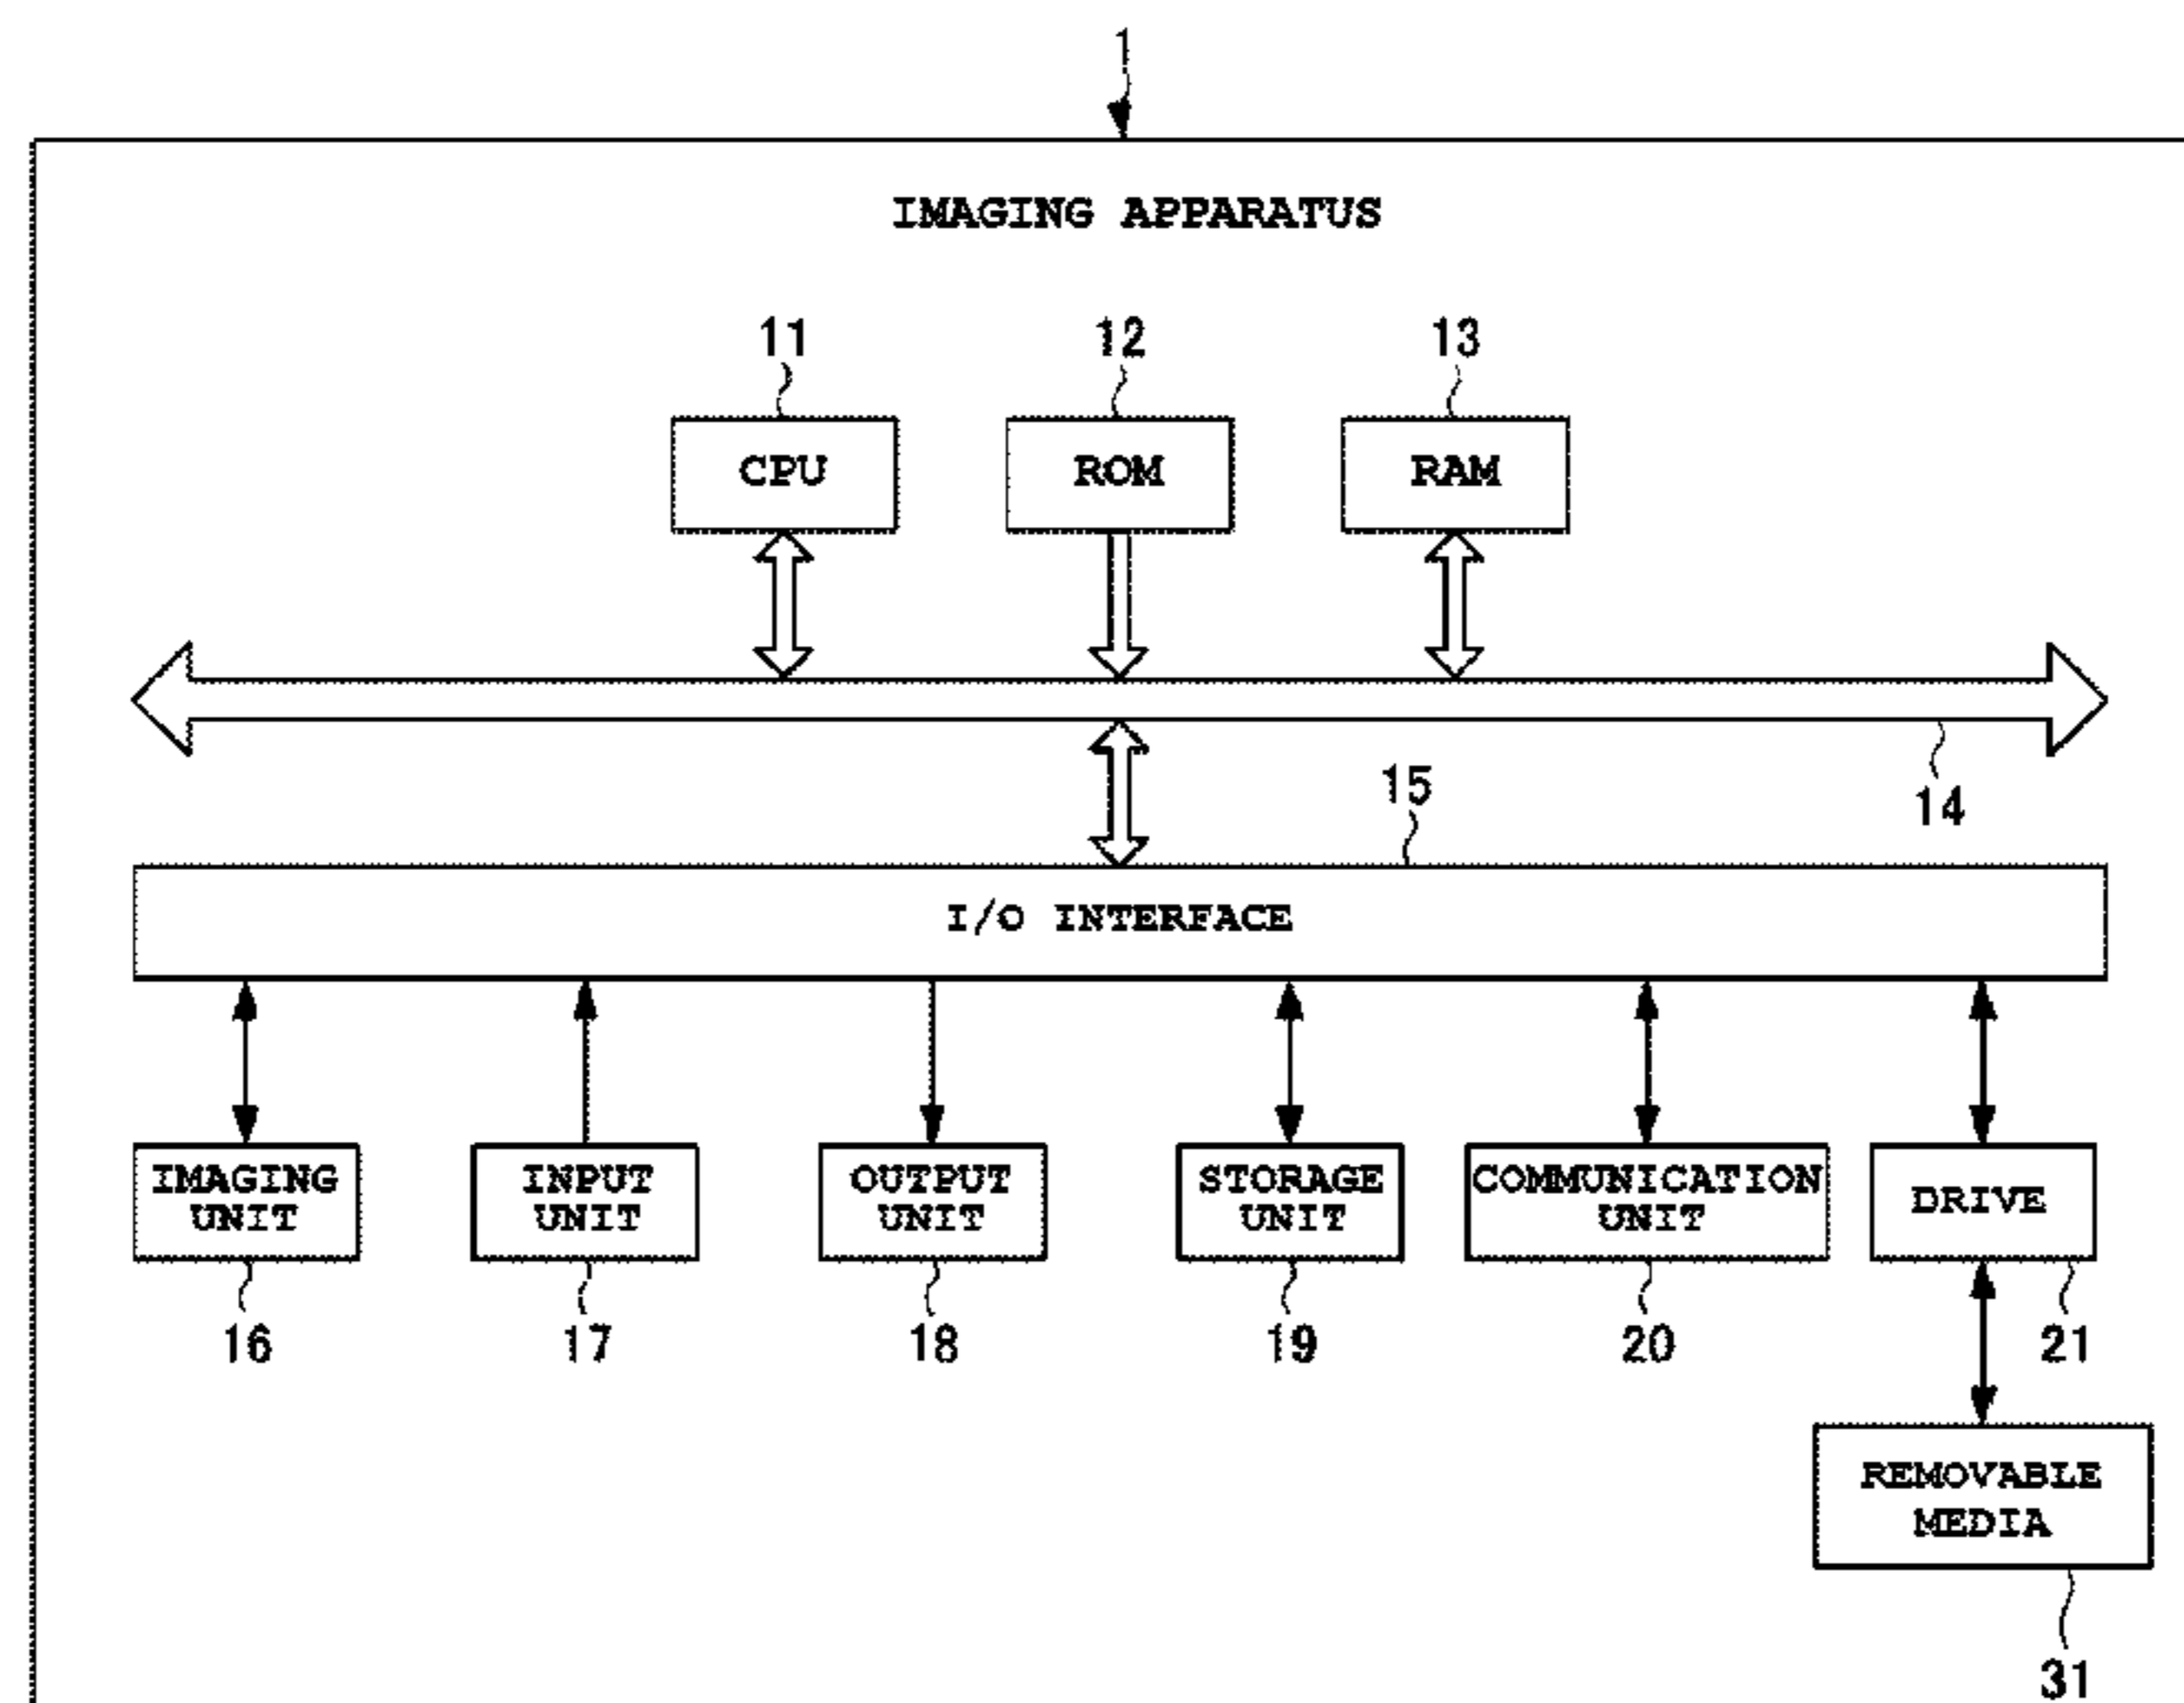 1
IMAGING APPARATUS
11 12 13
CPU ROM RAM
14
15
I/O INTERFACE
IMAGING UNIT
INPUT UNIT
OUTPUT UNIT
STORAGE UNIT
COMMUNICATION UNIT
DRIVE
16 17 18 19 20 21
REMOVABLE
MEDIA
31